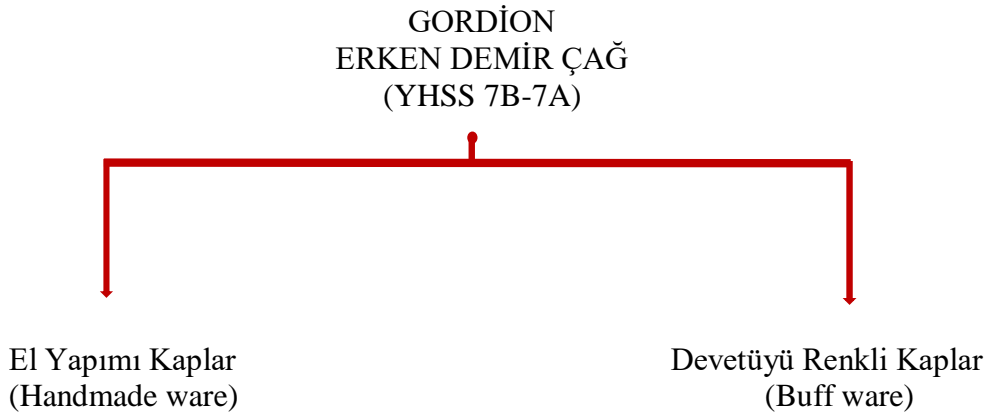 GORDİON
ERKEN DEMİR ÇAĞ
(YHSS 7B-7A)
El Yapımı Kaplar
(Handmade ware)
Devetüyü Renkli Kaplar
(Buff ware)